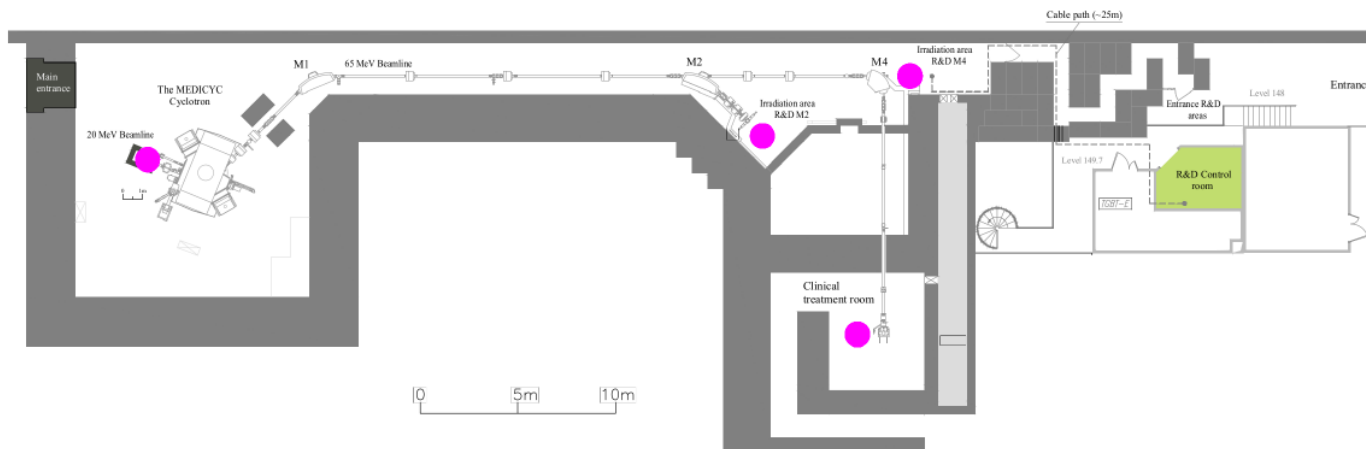 Cable path (~25m)
Main
entrance
M1
65 MeV Beamline
M2
M4
Irradiation area
R&D M4
The MEDICYC
Cyclotron
Irradiation area
R&D M2
20 MeV Beamline
0 1m
Level 148
Entrance
Entrance R&D
areas
Level 149.7
R&D Control
room
TGBT-E
Clinical
treatment room
0 5m 10m